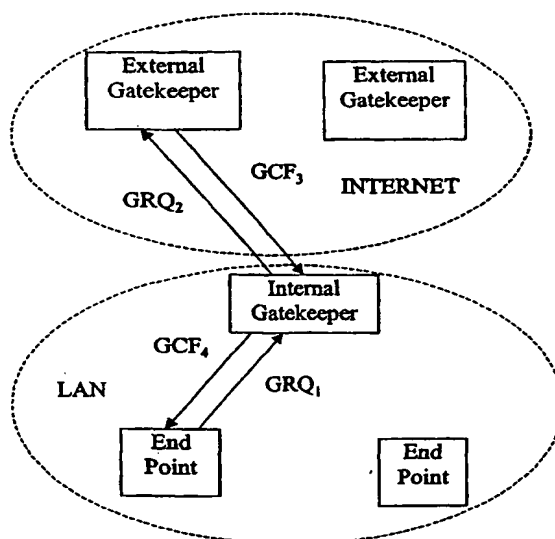 External
Gatekeeper
External
Gatekeeper
GCF₃
INTERNET
GRQ₂
Internal
Gatekeeper
GCF₄
LAN
GRQ₁
End
Point
End
Point